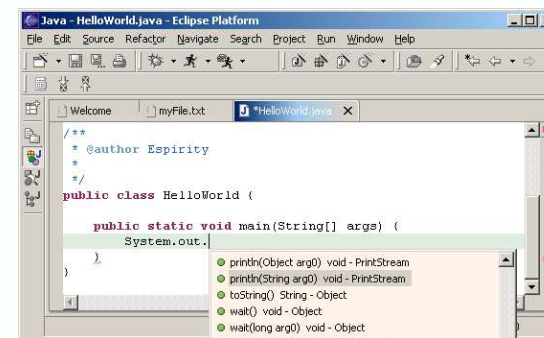 Java - HelloWorld.java - Eclipse Platform
File Edit Source Refactor Navigate Search Project Run Window Help
Welcome myFile.txt *HelloWorld.java X
/**
* @author Espirity
*
*/
public class HelloWorld {
public static void main(String[] args) {
System.out.
}
}
println(Object arg0) void - PrintStream
println(String arg0) void - PrintStream
toString() String - Object
wait() void - Object
wait(long arg0) void - Object